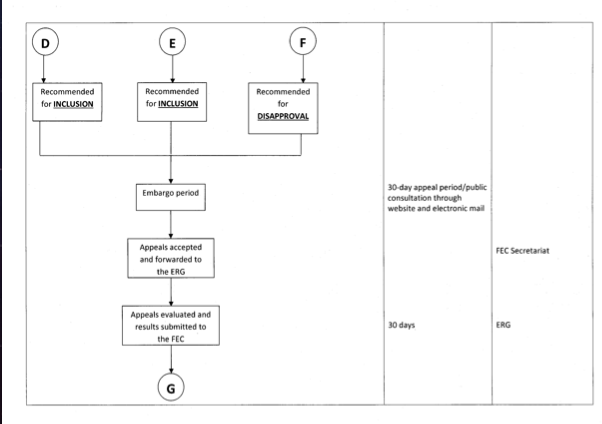 D
E
F
Recommended
for INCLUSION
Recommended
for INCLUSION
Recommended
for
DISAPPROVAL
Embargo period
30-day appeal period/public
consultation through
website and electronic mail
Appeals accepted
and forwarded to
the ERG
FEC Secretariat
Appeals evaluated and
results submitted to
the FEC
30 days
ERG
G